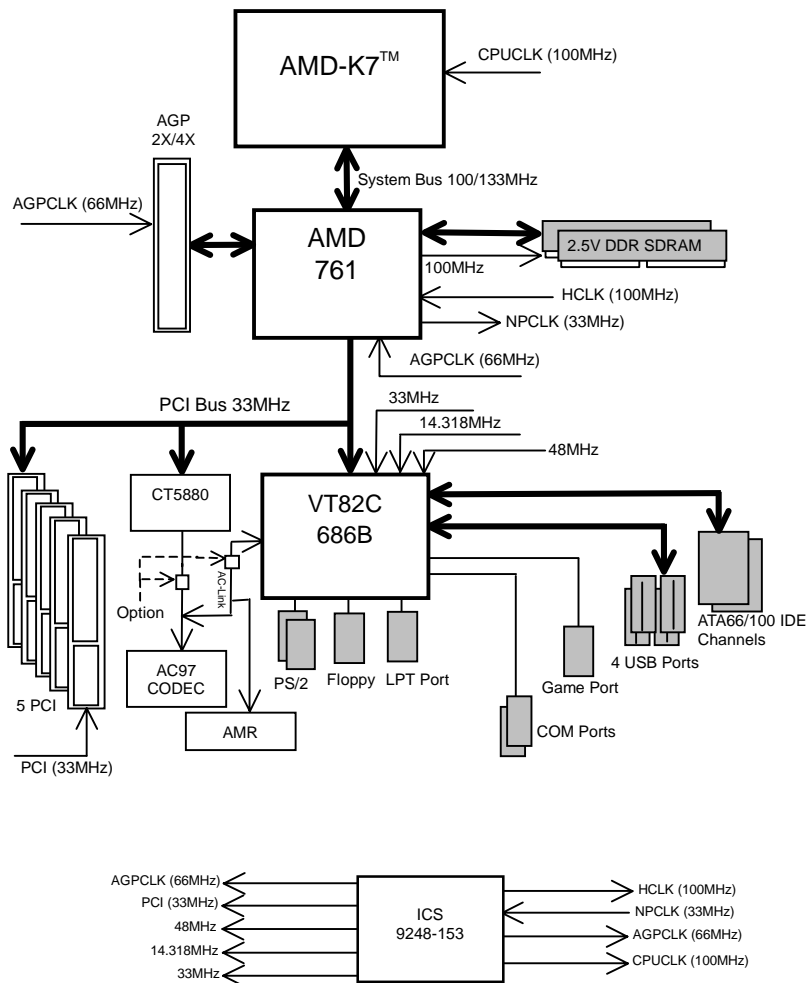 AMD-K7™
CPUCLK (100MHz)
AGP
2X/4X
System Bus 100/133MHz
AGPCLK (66MHz)
AMD
761
2.5V DDR SDRAM
100MHz
HCLK (100MHz)
NPCLK (33MHz)
AGPCLK (66MHz)
PCI Bus 33MHz
33MHz
14.318MHz
48MHz
CT5880
VT82C
686B
AC-Link
Option
ATA66/100 IDE
Channels
4 USB Ports
AC97
CODEC
PS/2
Floppy
LPT Port
Game Port
5 PCI
AMR
COM Ports
PCI (33MHz)
AGPCLK (66MHz)
PCI (33MHz)
48MHz
14.318MHz
33MHz
ICS
9248-153
HCLK (100MHz)
NPCLK (33MHz)
AGPCLK (66MHz)
CPUCLK (100MHz)